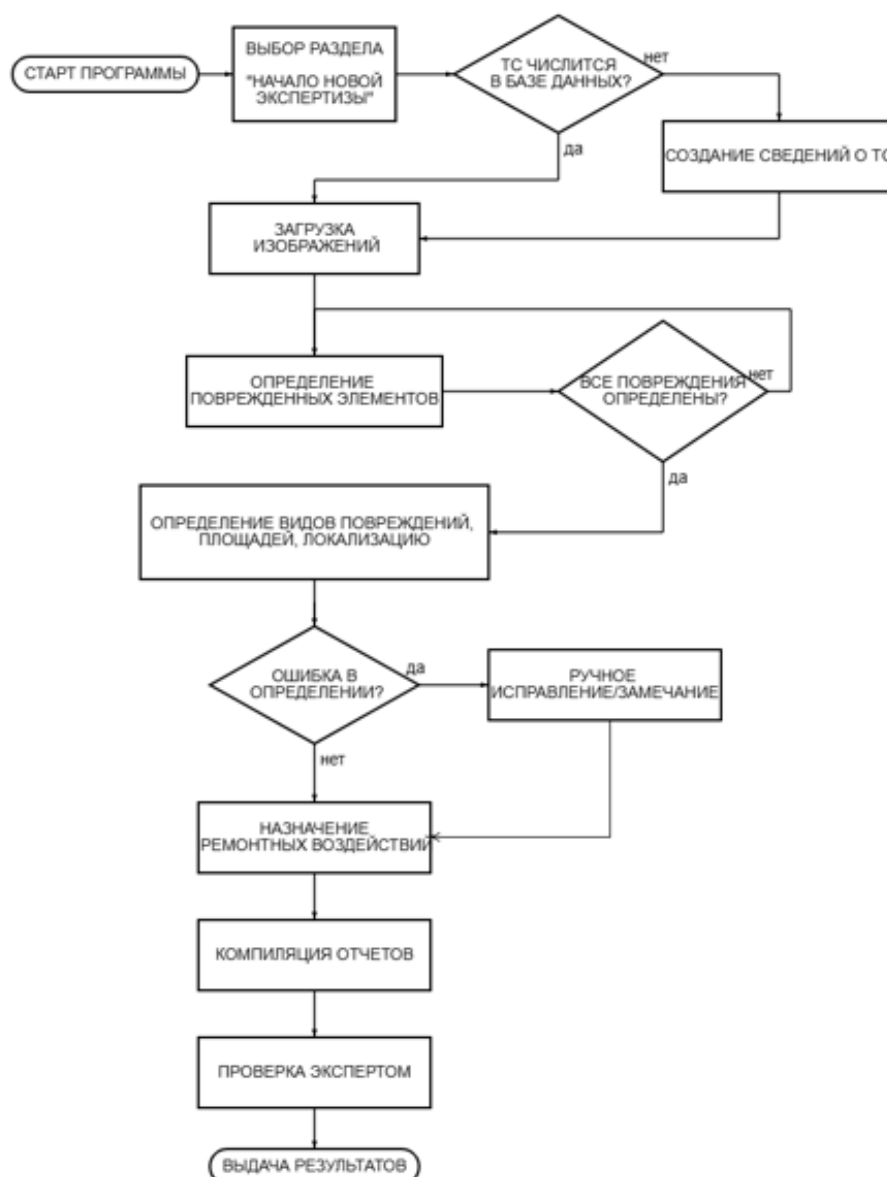 СТАРТ ПРОГРАММЫ
ВЫБОР РАЗДЕЛА
"НАЧАЛО НОВОЙ
ЭКСПЕРТИЗЫ"
ТС ЧИСЛИТСЯ
В БАЗЕ ДАННЫХ?
нет
да
СОЗДАНИЕ СВЕДЕНИЙ О ТС
ЗАГРУЗКА
ИЗОБРАЖЕНИЙ
ОПРЕДЕЛЕНИЕ
ПОВРЕЖДЕННЫХ ЭЛЕМЕНТОВ
ВСЕ ПОВРЕЖДЕНИЯ
ОПРЕДЕЛЕНЫ?
нет
да
ОПРЕДЕЛЕНИЕ ВИДОВ ПОВРЕЖДЕНИЙ,
ПЛОЩАДЕЙ, ЛОКАЛИЗАЦИЮ
ОШИБКА В
ОПРЕДЕЛЕНИИ?
да
РУЧНОЕ
ИСПРАВЛЕНИЕ/ЗАМЕЧАНИЕ
нет
НАЗНАЧЕНИЕ
РЕМОНТНЫХ ВОЗДЕЙСТВИЙ
КОМПИЛЯЦИЯ ОТЧЕТОВ
ПРОВЕРКА ЭКСПЕРТОМ
ВЫДАЧА РЕЗУЛЬТАТОВ